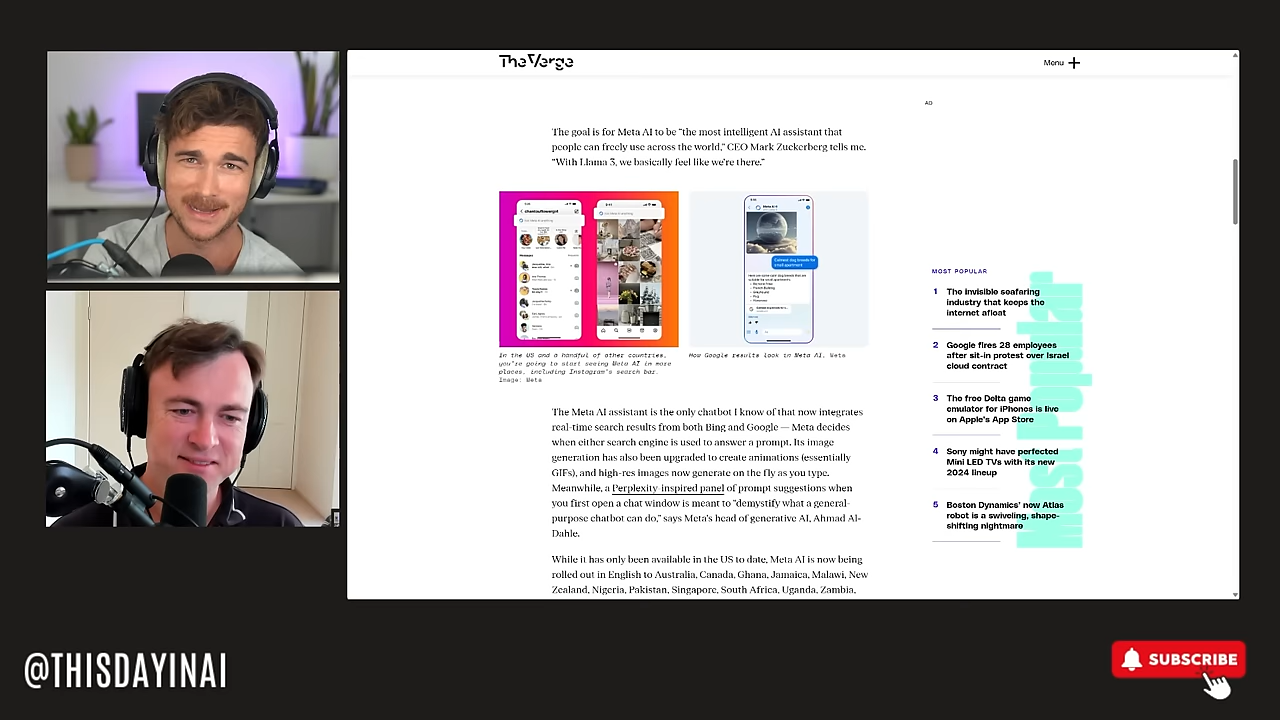 The Verge
Menu
AD
The goal is for Meta AI to be “the most intelligent AI assistant that
people can freely use across the world,” CEO Mark Zuckerberg tells me.
“With Llama 3, we basically feel like we’re there.”
In the US and a handful of other countries,
you’re going to start seeing Meta AI in more
places, including Instagram’s search bar.
Image: Meta
How Google results look in Meta AI. Meta
The Meta AI assistant is the only chatbot I know of that now integrates
real-time search results from both Bing and Google — Meta decides
when either search engine is used to answer a prompt. Its image
generation has also been upgraded to create animations (essentially
GIFs), and high-res images now generate on the fly as you type.
Meanwhile, a Perplexity-inspired panel of prompt suggestions when
you first open a chat window is meant to “demystify what a general-
purpose chatbot can do,” says Meta’s head of generative AI, Ahmad Al-
Dahle.
While it has only been available in the US to date, Meta AI is now being
rolled out in English to Australia, Canada, Ghana, Jamaica, Malawi, New
Zealand, Nigeria, Pakistan, Singapore, South Africa, Uganda, Zambia,
MOST POPULAR
Most Popular
1 The invisible seafaring
industry that keeps the
internet afloat
2 Google fires 28 employees
after sit-in protest over Israel
cloud contract
3 The free Delta game
emulator for iPhones is live
on Apple’s App Store
4 Sony might have perfected
Mini LED TVs with its new
2024 lineup
5 Boston Dynamics’ new Atlas
robot is a swiveling, shape-
shifting nightmare
@THISDAYINAI
SUBSCRIBE